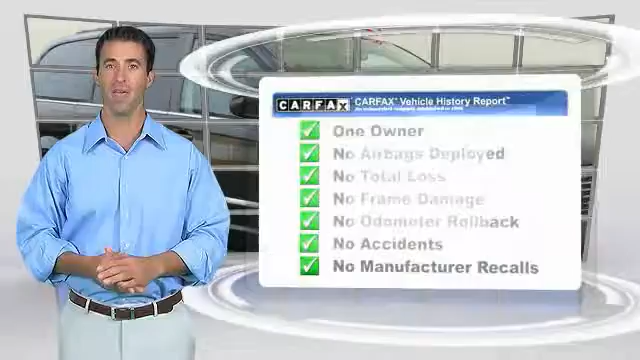 CARFAX CARFAX™ Vehicle History Report™
One Owner
No Airbags Deployed
No Total Loss
No Frame Damage
No Odometer Rollback
No Accidents
No Manufacturer Recalls